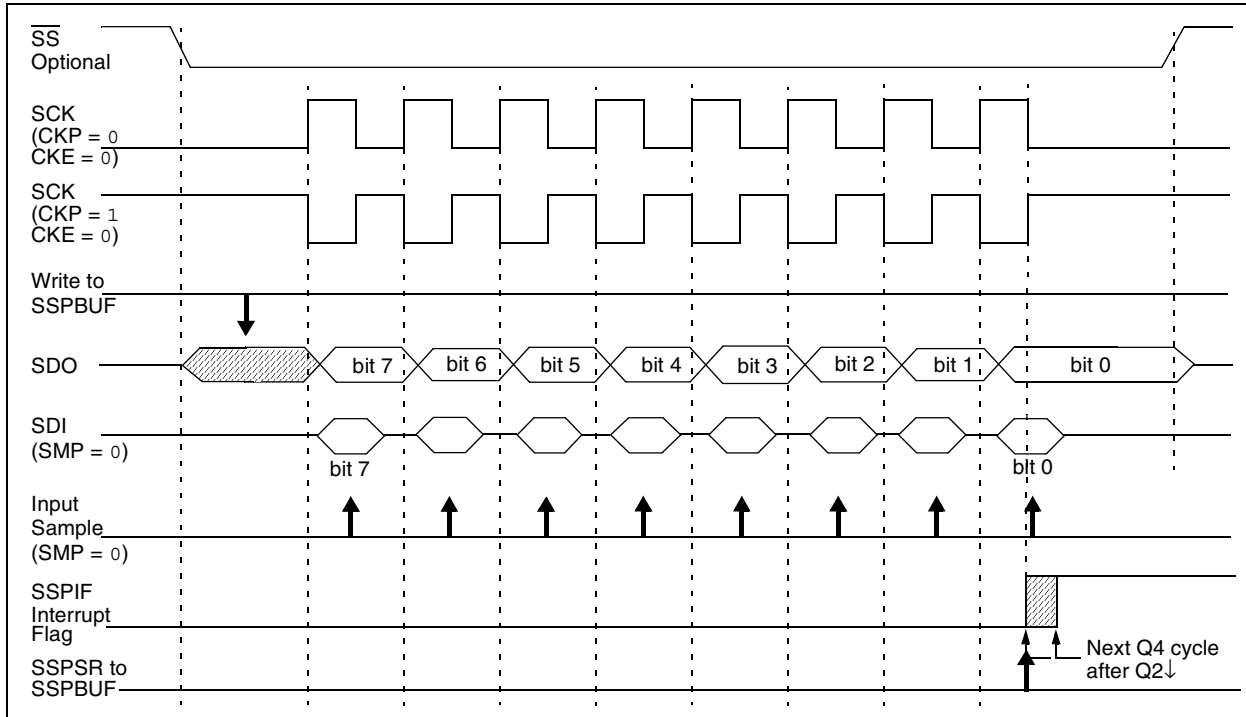 SS
Optional
SCK
(CKP = 0
CKE = 0)
SCK
(CKP = 1
CKE = 0)
Write to
SSPBUF
SDO
bit 7 bit 6 bit 5 bit 4 bit 3 bit 2 bit 1 bit 0
SDI
(SMP = 0)
bit 7 bit 0
Input
Sample
(SMP = 0)
SSPIF
Interrupt
Flag
Next Q4 cycle
after Q2↓
SSPSR to
SSPBUF